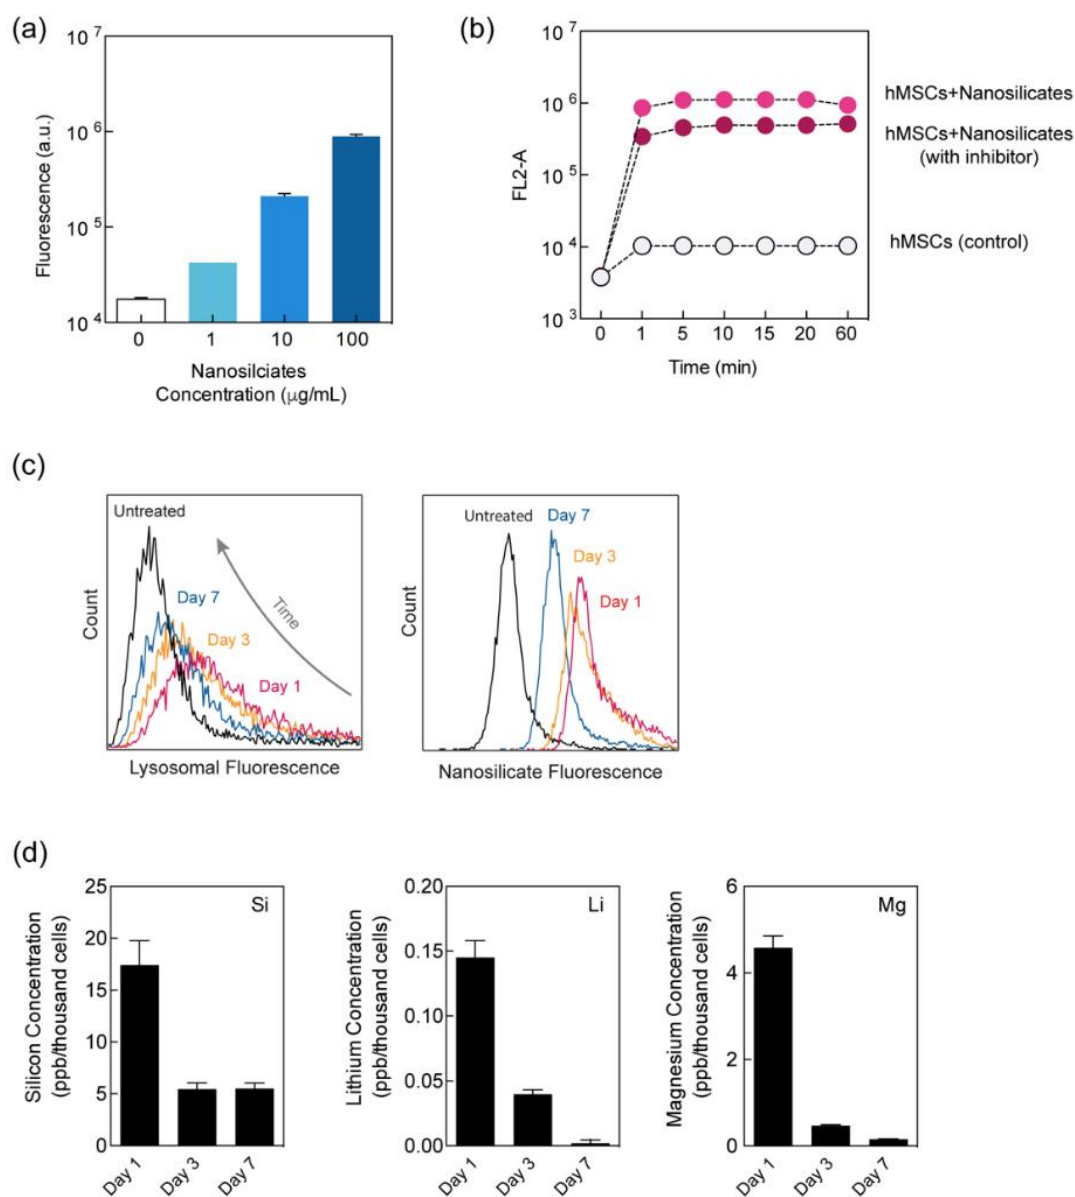 (a)
10 7
10 6
10 5
10 4
Fluorescence (a.u.)
0 1 10 100
Nanosilciates
Concentration (μg/mL)
(b)
10 7
10 6
10 5
10 4
10 3
FL2-A
0 1 5 10 15 20 60
Time (min)
hMSCs+Nanosilicates
hMSCs+Nanosilicates
(with inhibitor)
hMSCs (control)
(c)
Untreated
Day 7
Day 3
Day 1
Time
Count
Lysosomal Fluorescence
Untreated
Day 7
Day 3
Day 1
Count
Nanosilicate Fluorescence
(d)
Si
25
20
15
10
5
0
Silicon Concentration
(ppb/thousand cells)
Day 1 Day 3 Day 7
Li
0.20
0.15
0.10
0.05
0.00
Lithium Concentration
(ppb/thousand cells)
Day 1 Day 3 Day 7
Mg
6
4
2
0
Magnesium Concentration
(ppb/thousand cells)
Day 1 Day 3 Day 7